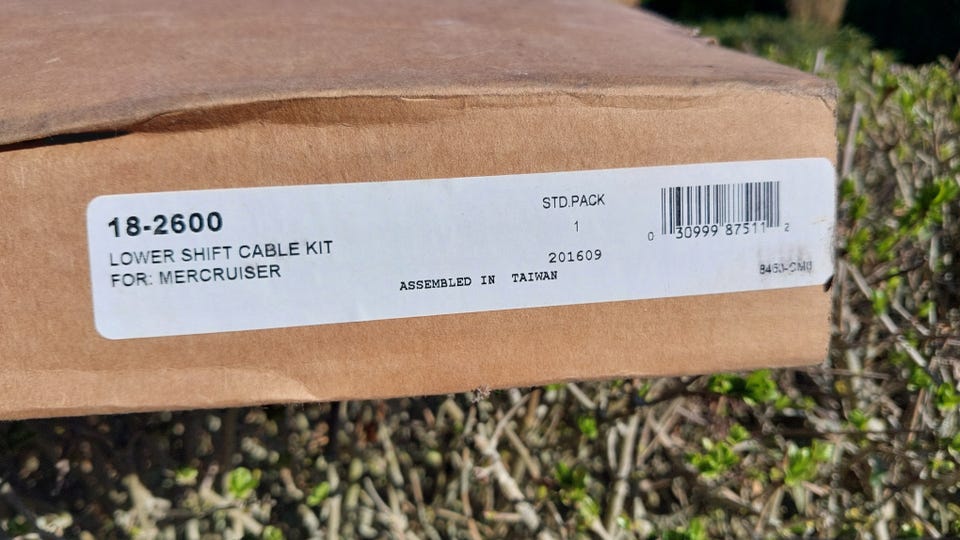 18-2600
LOWER SHIFT CABLE KIT
FOR: MERCRUISER
STD.PACK
1
201609
ASSEMBLED IN TAIWAN
0 30999 87511 2